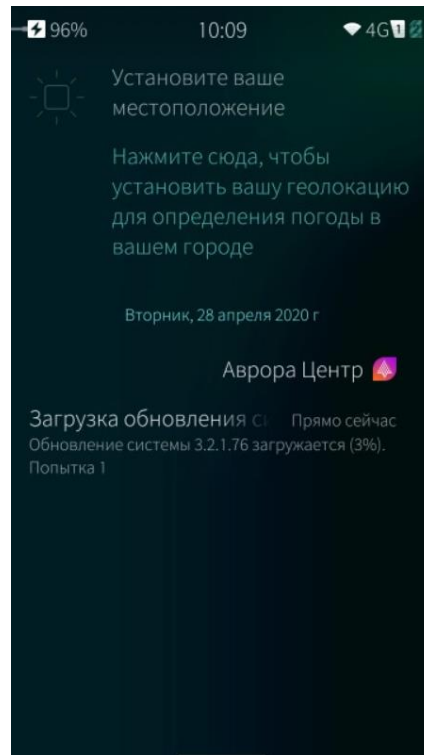 96% 10:09 4G 1
Установите ваше
местоположение
Нажмите сюда, чтобы
установить вашу геолокацию
для определения погоды в
вашем городе
Вторник, 28 апреля 2020 г
Аврора Центр
Загрузка обновления с Прямо сейчас
Обновление системы 3.2.1.76 загружается (3%).
Попытка 1